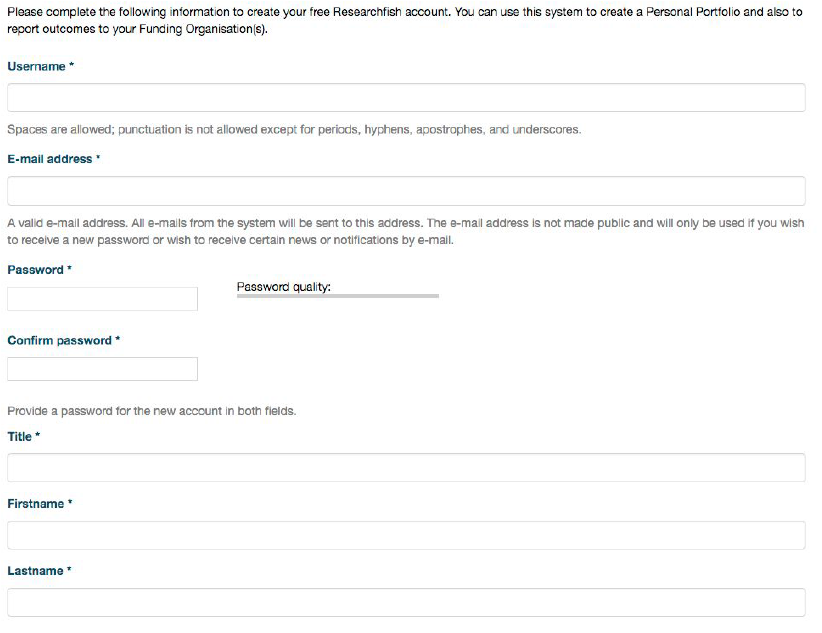 Please complete the following information to create your free Researchfish account. You can use this system to create a Personal Portfolio and also to
report outcomes to your Funding Organisation(s).
Username *
Spaces are allowed; punctuation is not allowed except for periods, hyphens, apostrophes, and underscores.
E-mail address *
A valid e-mail address. All e-mails from the system will be sent to this address. The e-mail address is not made public and will only be used if you wish
to receive a new password or wish to receive certain news or notifications by e-mail.
Password *
Password quality:
Confirm password *
Provide a password for the new account in both fields.
Title *
Firstname *
Lastname *